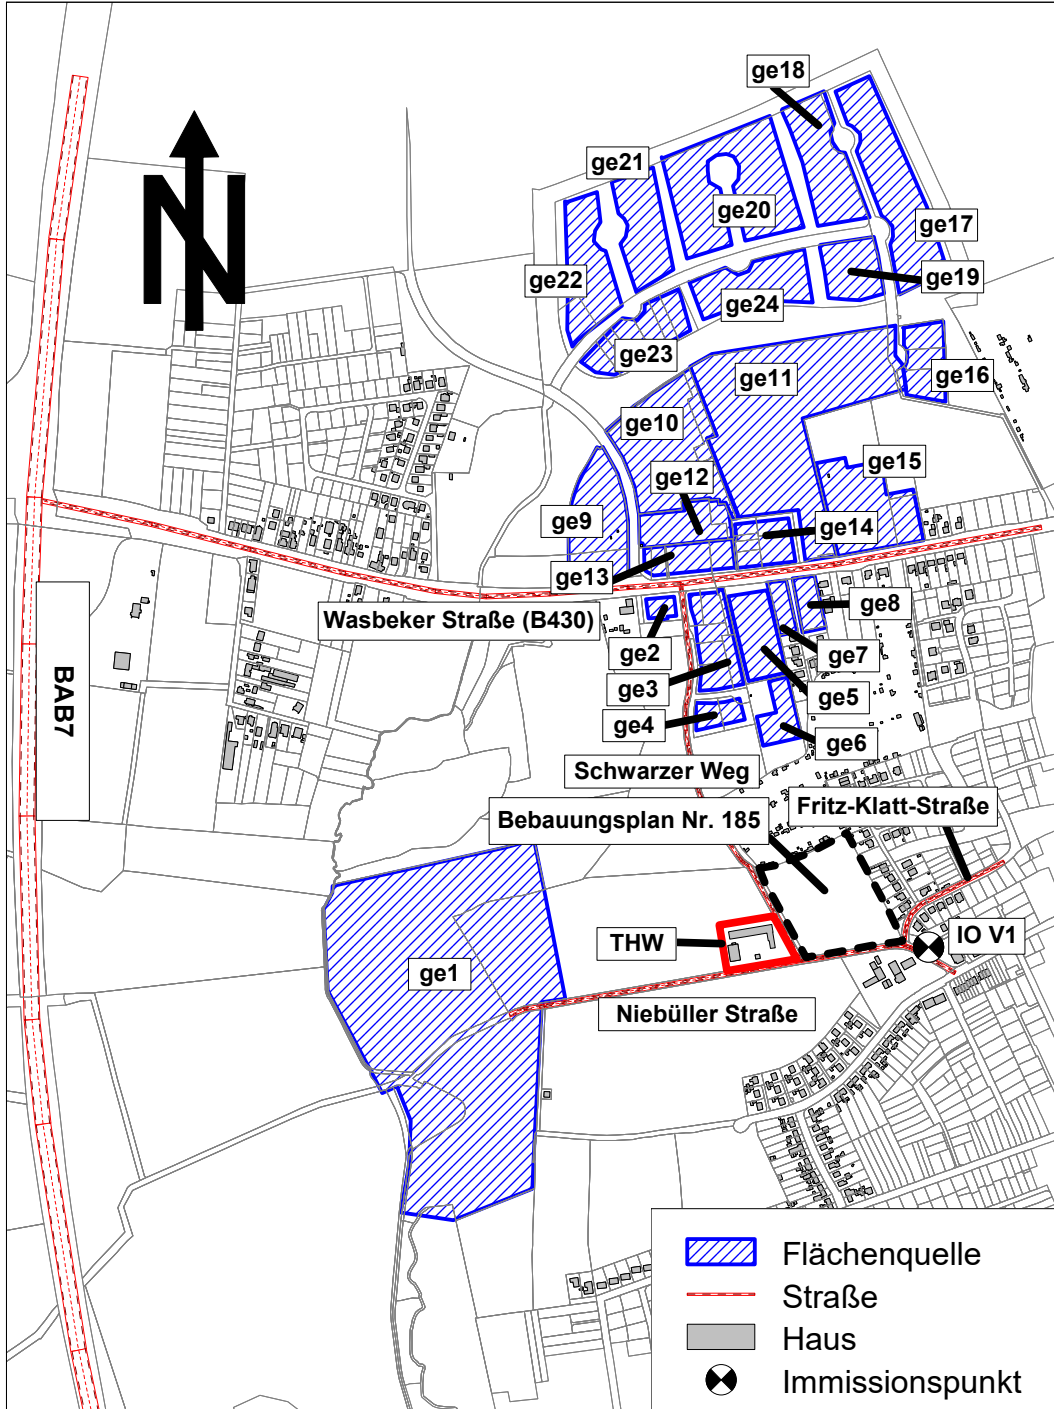 ge18
ge21
N
ge20
ge17
ge22
ge19
ge24
ge23
ge11
ge16
ge10
ge15
ge12
ge9
ge14
ge13
Wasbeker Straße (B430)
ge8
ge2
ge7
ge3
ge5
BAB7
ge4
ge6
Schwarzer Weg
Fritz-Klatt-Straße
Bebauungsplan Nr. 185
THW
IO V1
ge1
Niebüller Straße
Flächenquelle
Straße
Haus
Immissionspunkt